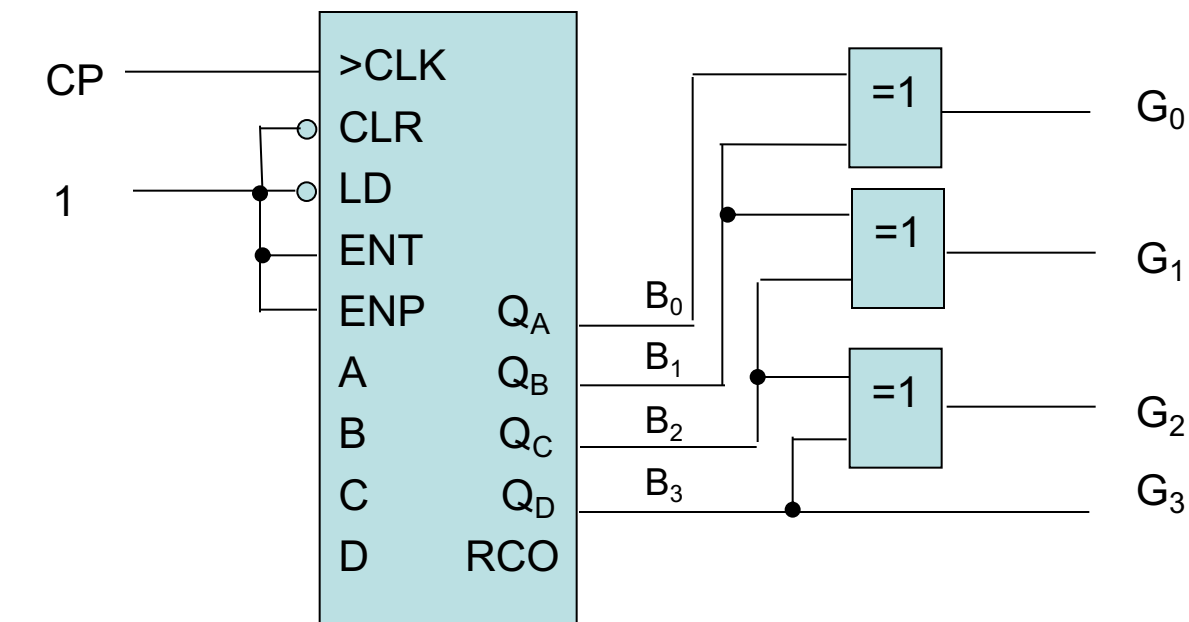 CP
1
>CLK
CLR
LD
ENT
ENP
A
B
C
D
Q_A
Q_B
Q_C
Q_D
RCO
B_0
B_1
B_2
B_3
=1
=1
=1
G_0
G_1
G_2
G_3